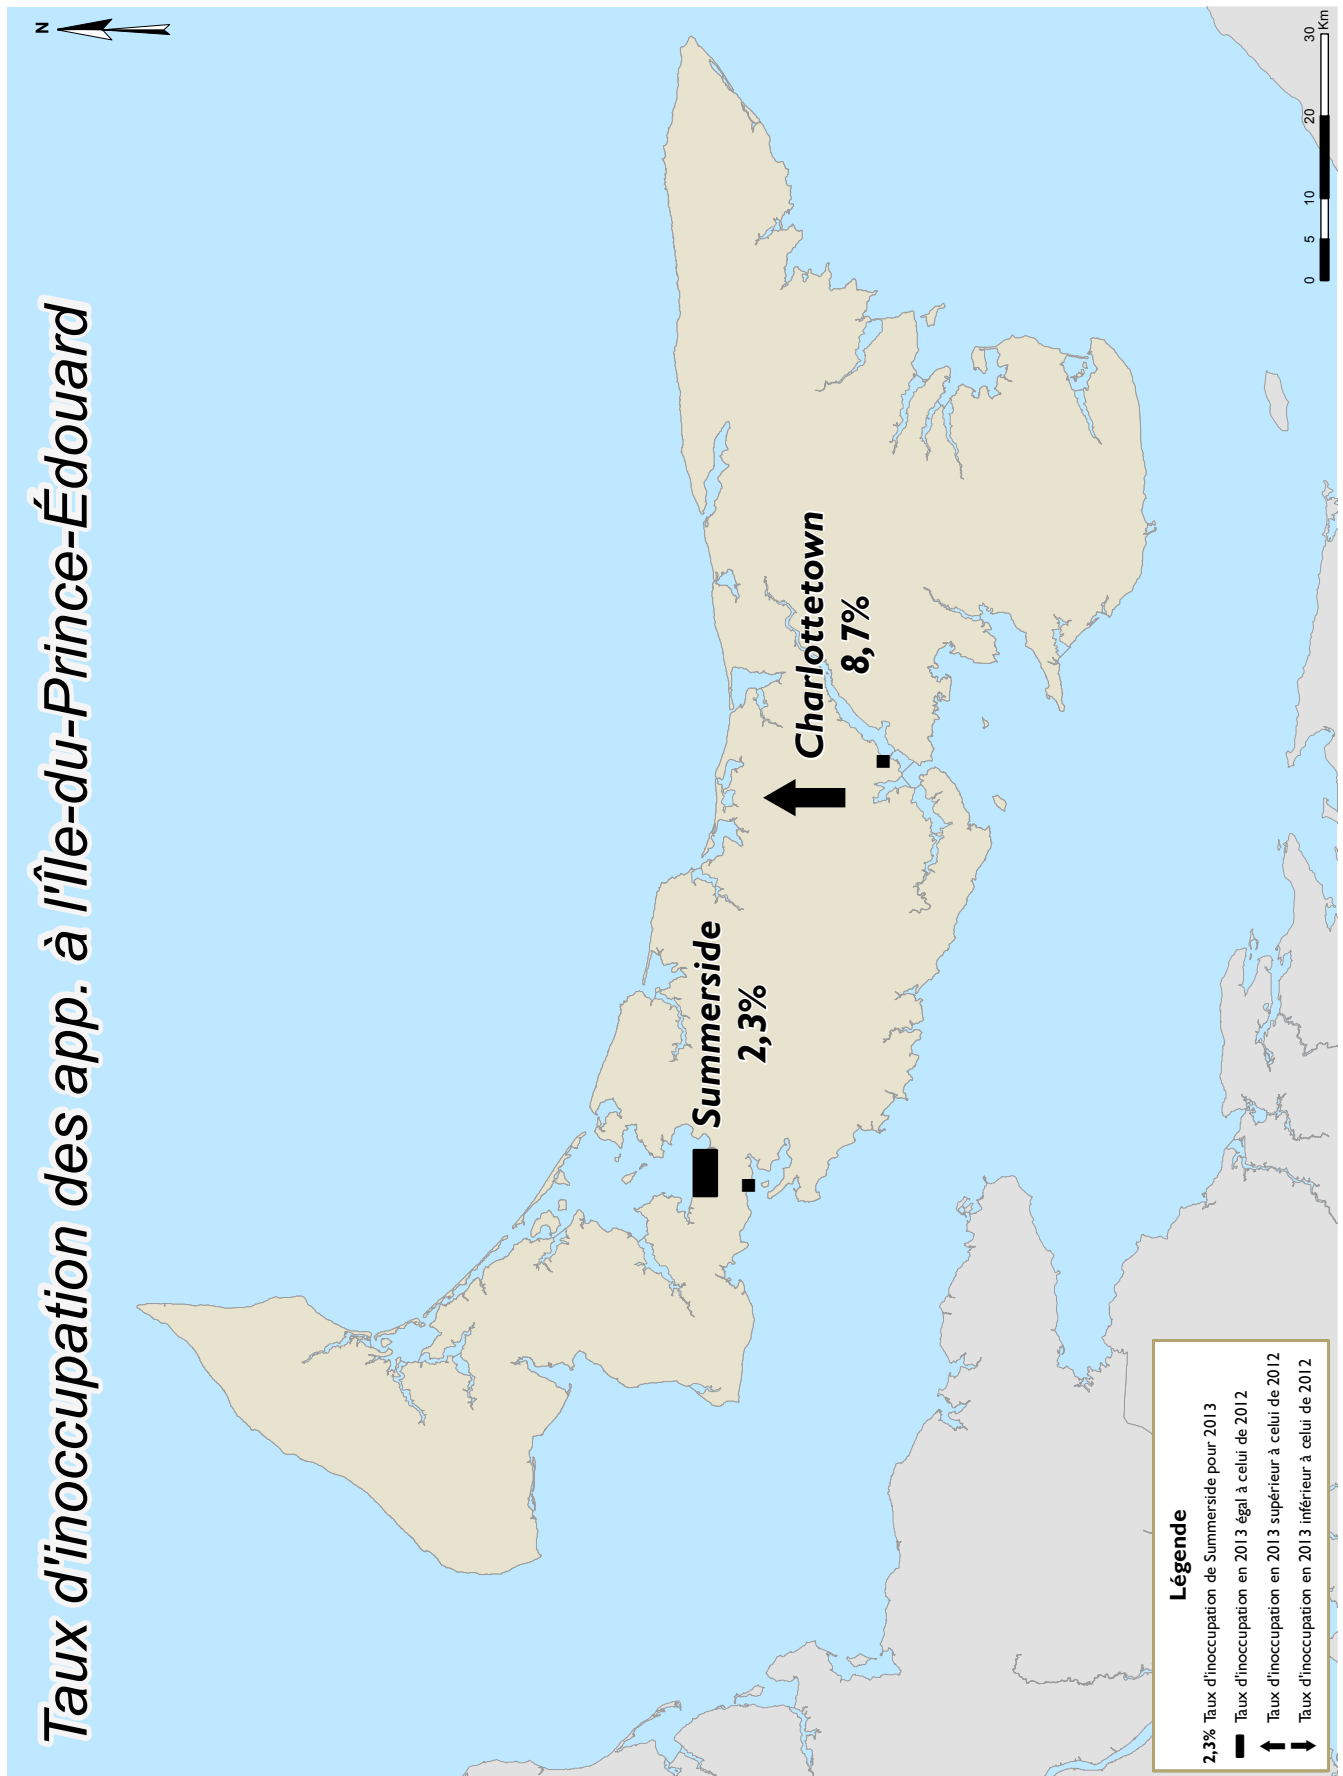 Taux d'inoccupation des app. à l'Île-du-Prince-Édouard
N
Summerside
2,3%
Charlottetown
8,7%
Légende
2,3% Taux d'inoccupation de Summerside pour 2013
Taux d'inoccupation en 2013 égal à celui de 2012
Taux d'inoccupation en 2013 supérieur à celui de 2012
Taux d'inoccupation en 2013 inférieur à celui de 2012
0 5 10 20 30
Km